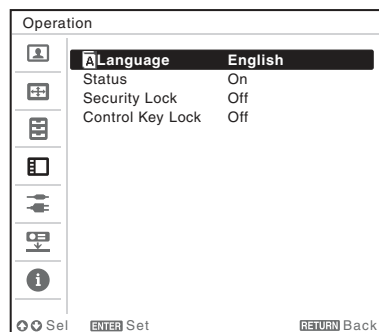 Operation
Language English
Status On
Security Lock Off
Control Key Lock Off
Sel ENTER Set RETURN Back